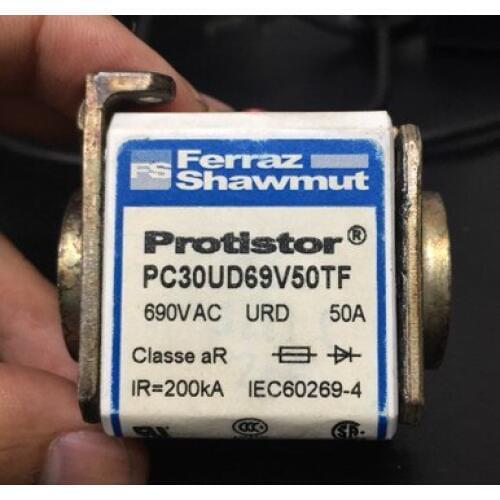 FS Ferraz Shawmut
Protistor®
PC30UD69V50TF
690VAC URD 50A
Classe aR
IR=200kA IEC60269-4